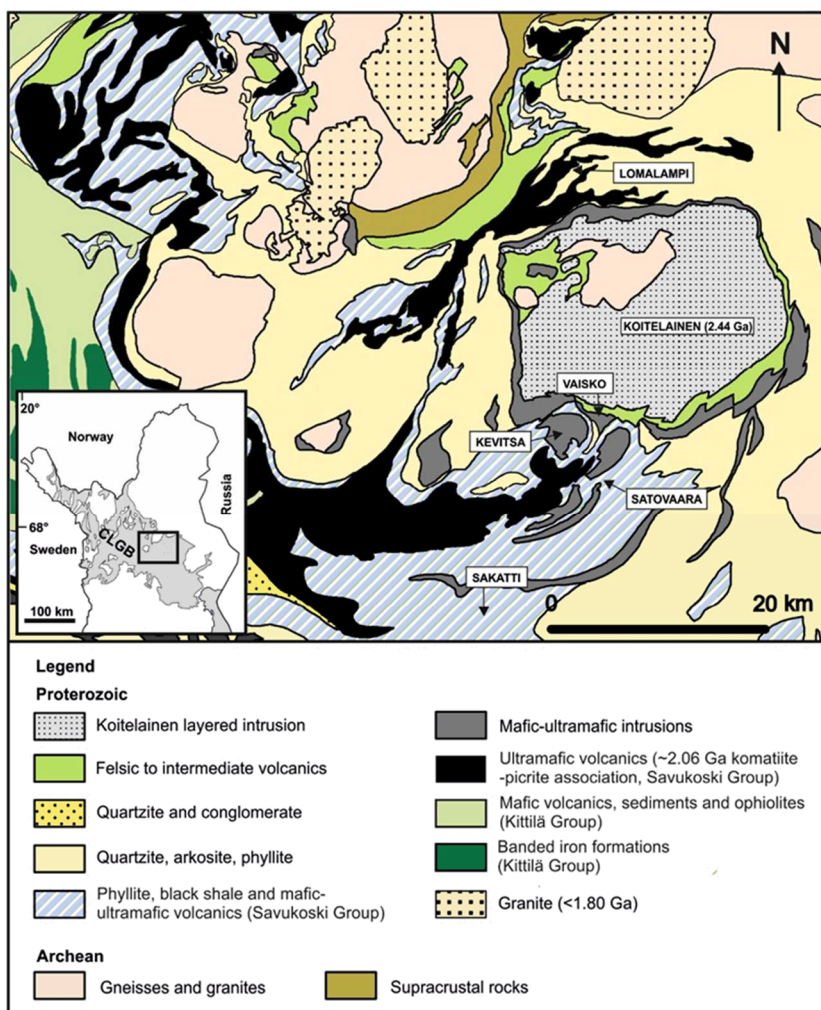 N
LOMALAMPI
KOITELAINEN (2.44 Ga)
VAISKO
KEVITSA
SATOVAARA
SAKATTI
0 20 km
20°
Norway
Russia
68°
CLGB
Sweden
100 km
Legend
Proterozoic
Koitelainen layered intrusion
Felsic to intermediate volcanics
Quartzite and conglomerate
Quartzite, arkosite, phyllite
Phyllite, black shale and mafic-
ultramafic volcanics (Savukoski Group)
Mafic-ultramafic intrusions
Ultramafic volcanics (~2.06 Ga komatiite
-picrite association, Savukoski Group)
Mafic volcanics, sediments and ophiolites
(Kittilä Group)
Banded iron formations
(Kittilä Group)
Granite (<1.80 Ga)
Archean
Gneisses and granites
Supracrustal rocks